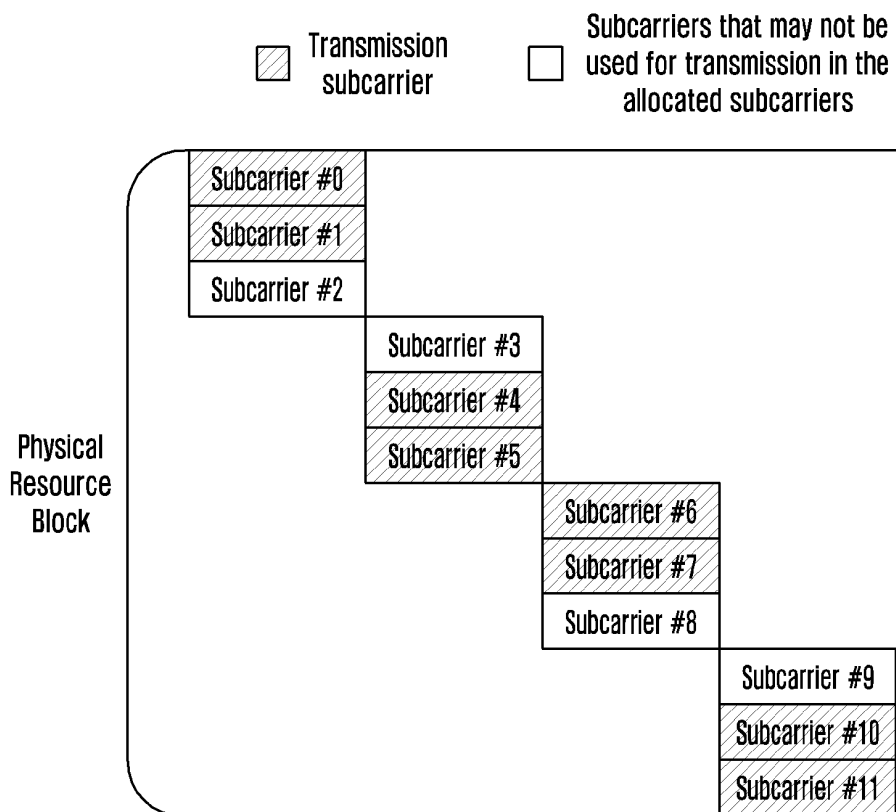 Transmission
subcarrier
Subcarriers that may not be
used for transmission in the
allocated subcarriers
Subcarrier #0
Subcarrier #1
Subcarrier #2
Subcarrier #3
Subcarrier #4
Subcarrier #5
Physical
Resource
Block
Subcarrier #6
Subcarrier #7
Subcarrier #8
Subcarrier #9
Subcarrier #10
Subcarrier #11